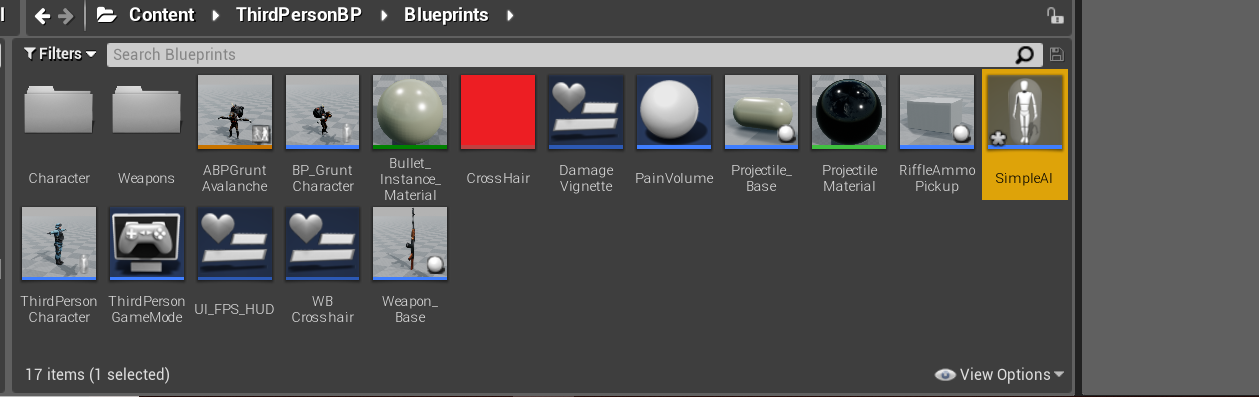 Content ThirdPersonBP Blueprints
Filters Search Blueprints
Character
Weapons
ABPGrunt
Avalanche
BP_Grunt
Character
Bullet_
Instance_
Material
CrossHair
Damage
Vignette
PainVolume
Projectile_
Base
Projectile
Material
RiffleAmmo
Pickup
SimpleAI
ThirdPerson
Character
ThirdPerson
GameMode
UI_FPS_HUD
WB
Crosshair
Weapon_
Base
17 items (1 selected)
View Options